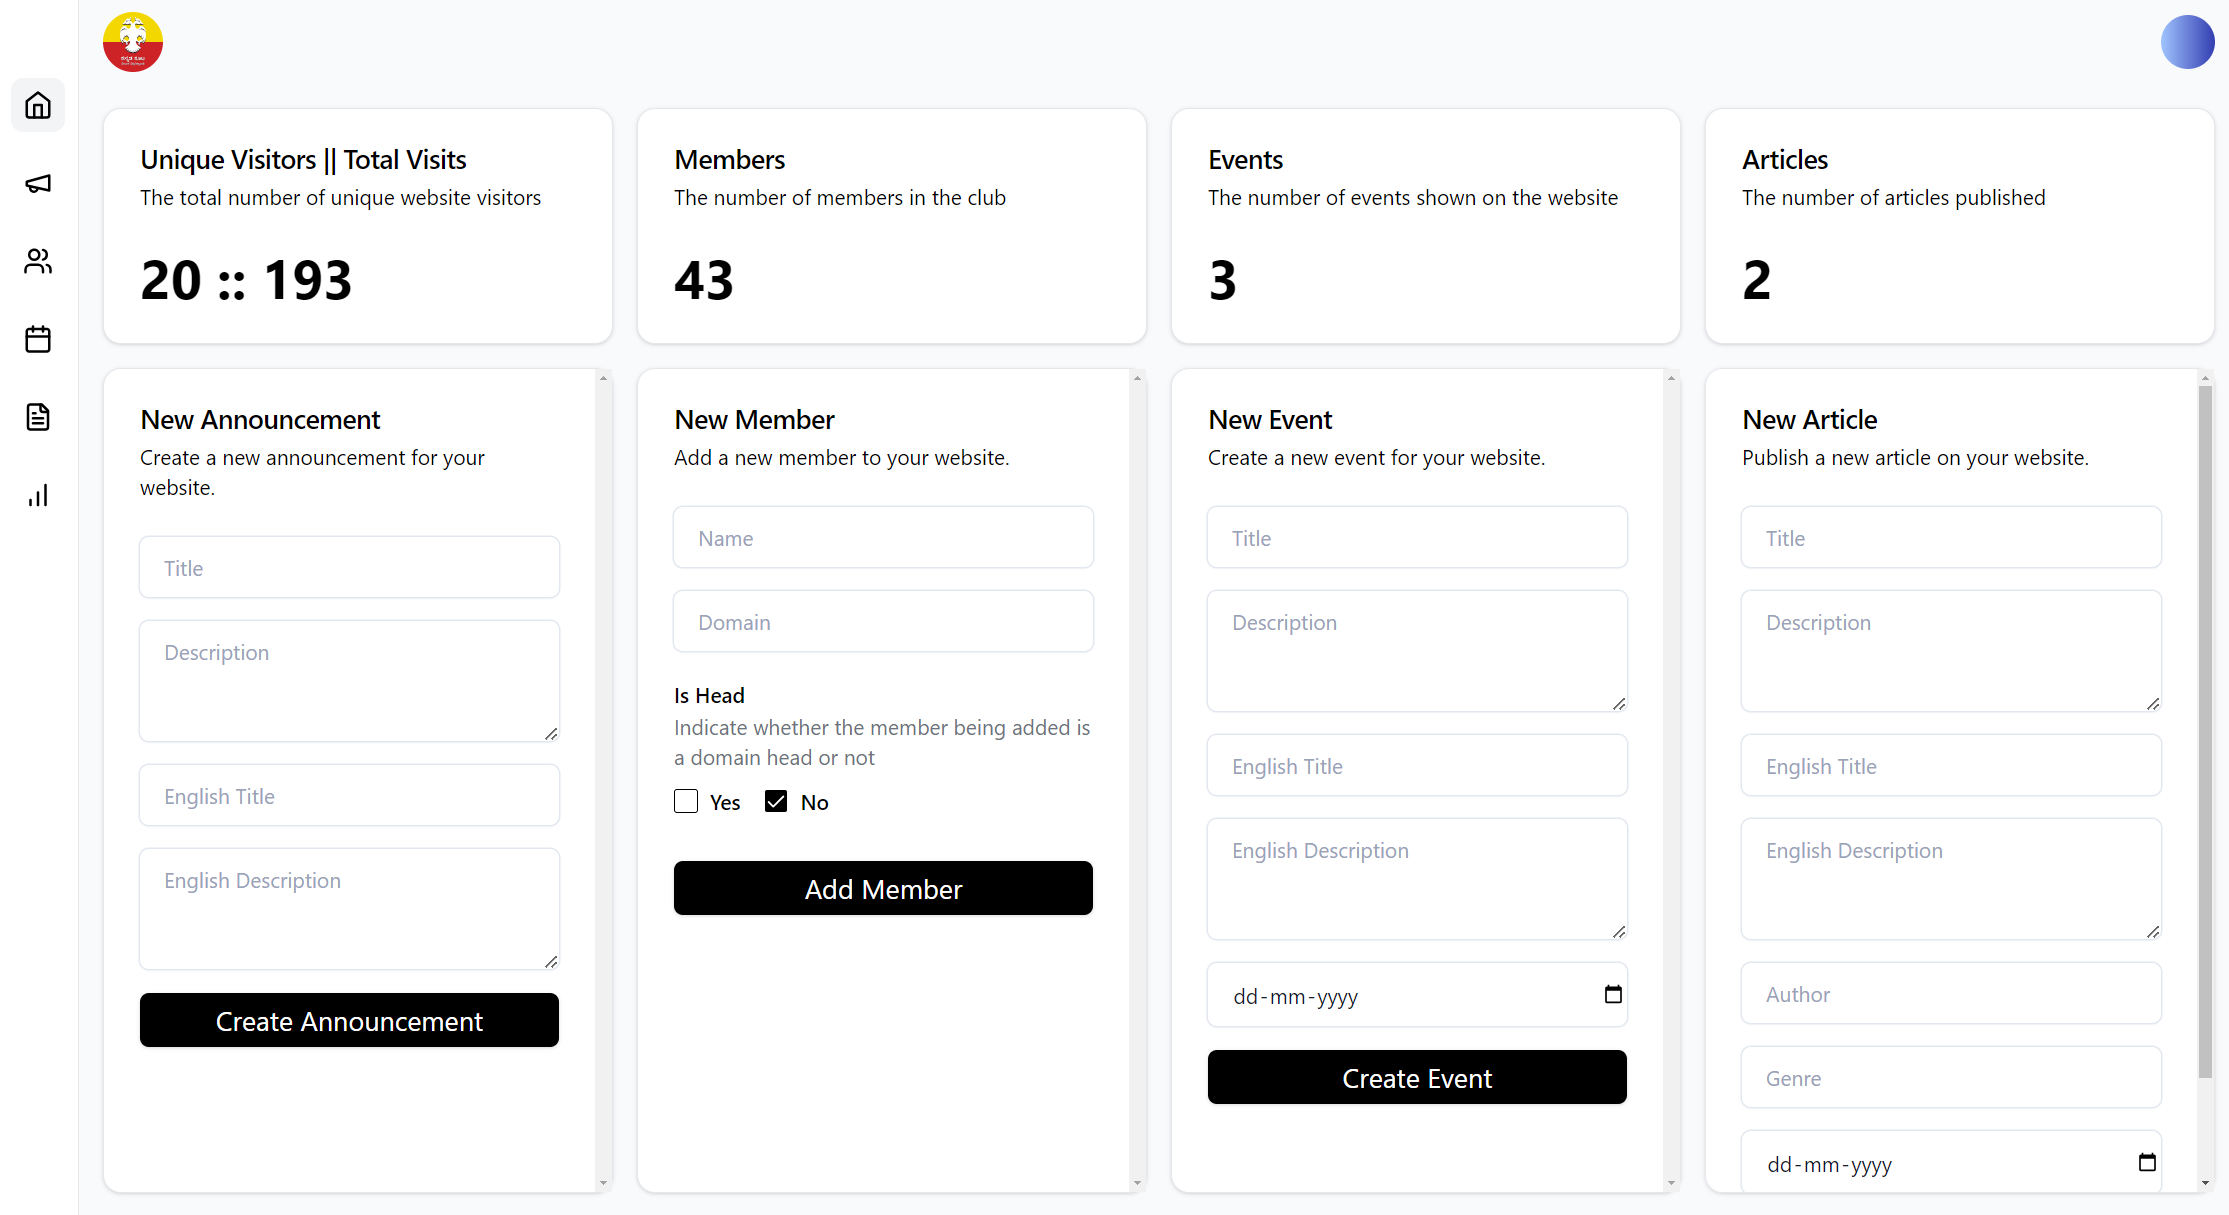 ಕನ್ನಡ ಕೂಟ
Unique Visitors || Total Visits
The total number of unique website visitors
20 :: 193
Members
The number of members in the club
43
Events
The number of events shown on the website
3
Articles
The number of articles published
2
New Announcement
Create a new announcement for your
website.
Title
Description
English Title
English Description
Create Announcement
New Member
Add a new member to your website.
Name
Domain
Is Head
Indicate whether the member being added is
a domain head or not
Yes
No
Add Member
New Event
Create a new event for your website.
Title
Description
English Title
English Description
dd-mm-yyyy
Create Event
New Article
Publish a new article on your website.
Title
Description
English Title
English Description
Author
Genre
dd-mm-yyyy